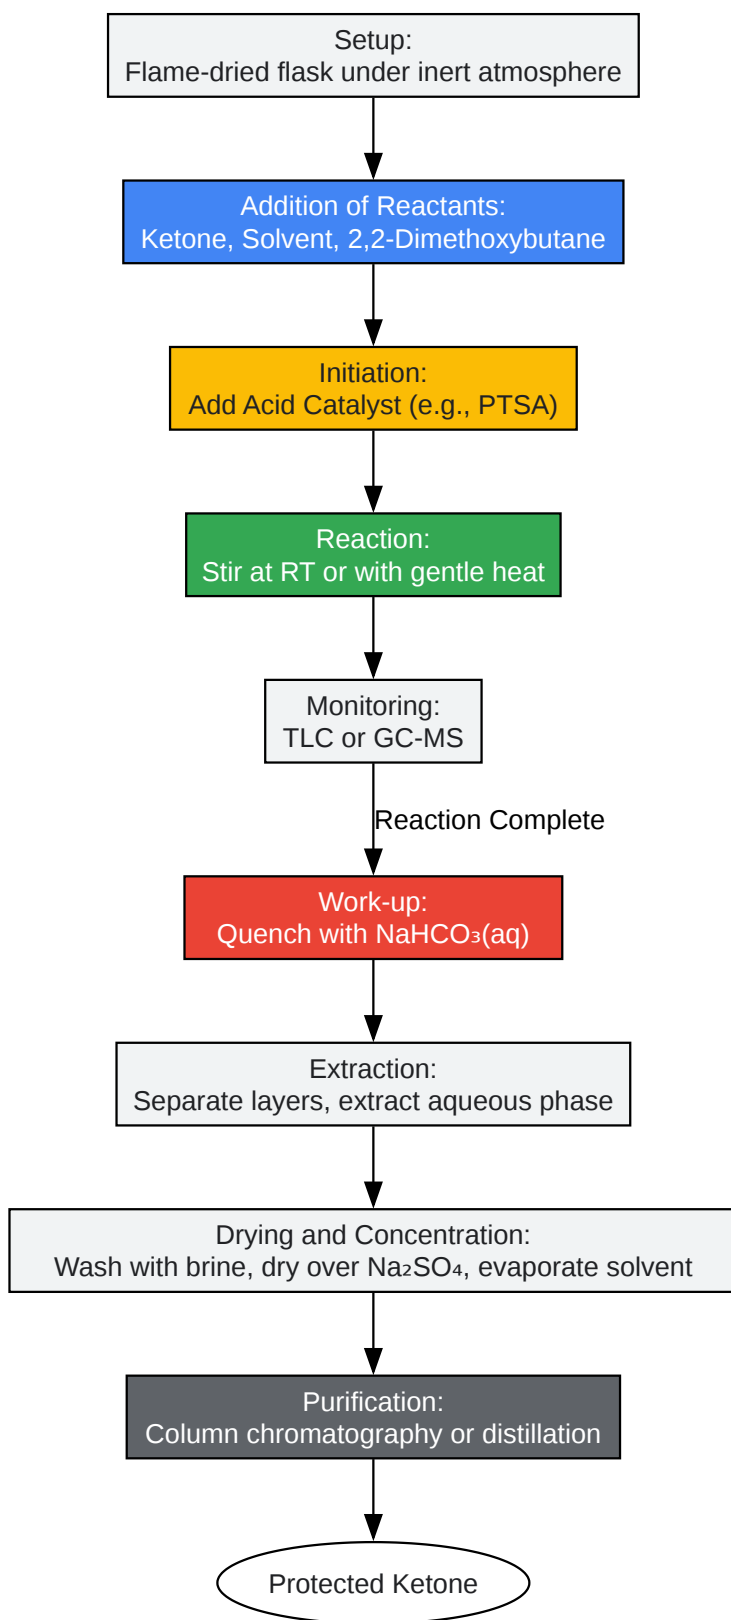 Setup:
Flame-dried flask under inert atmosphere
Addition of Reactants:
Ketone, Solvent, 2,2-Dimethoxybutane
Initiation:
Add Acid Catalyst (e.g., PTSA)
Reaction:
Stir at RT or with gentle heat
Monitoring:
TLC or GC-MS
Reaction Complete
Work-up:
Quench with NaHCO₃(aq)
Extraction:
Separate layers, extract aqueous phase
Drying and Concentration:
Wash with brine, dry over Na₂SO₄, evaporate solvent
Purification:
Column chromatography or distillation
Protected Ketone